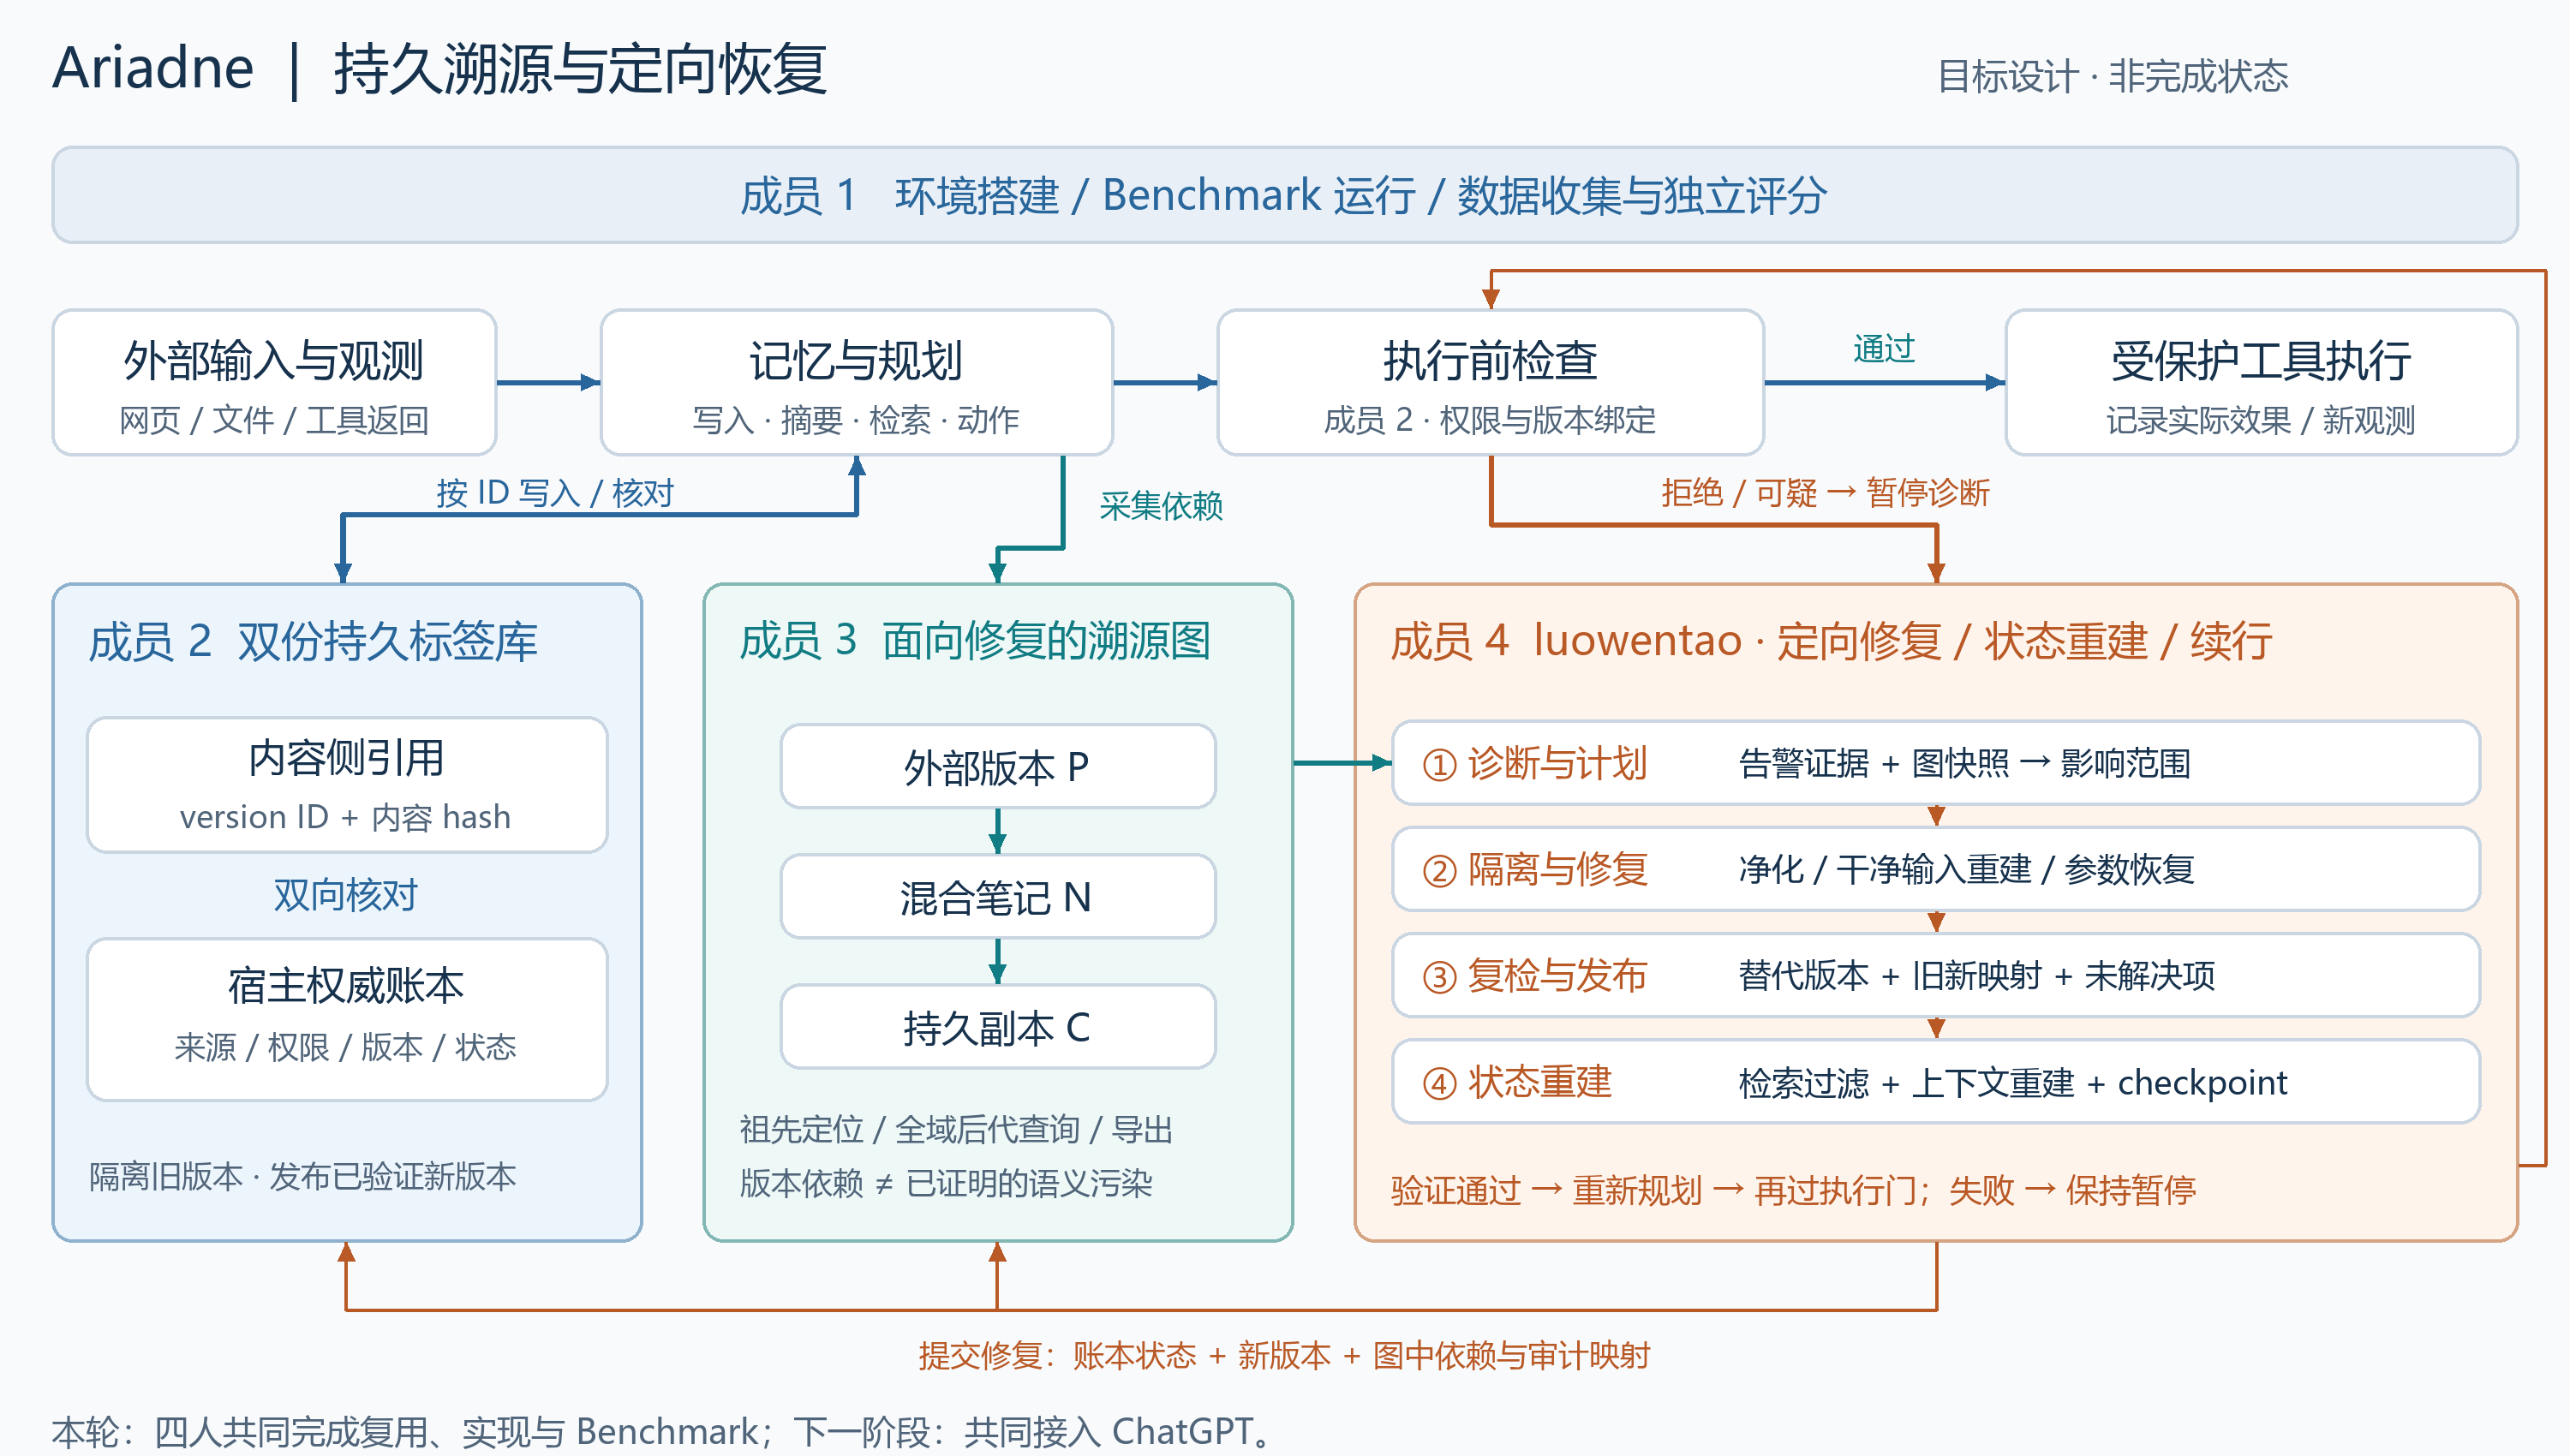 Ariadne | 持久溯源与定向恢复
目标设计 · 非完成状态
成员 1 环境搭建 / Benchmark 运行 / 数据收集与独立评分
外部输入与观测
网页 / 文件 / 工具返回
记忆与规划
写入 · 摘要 · 检索 · 动作
执行前检查
成员 2 · 权限与版本绑定
通过
受保护工具执行
记录实际效果 / 新观测
按 ID 写入 / 核对
采集依赖
拒绝 / 可疑 → 暂停诊断
成员 2 双份持久标签库
内容侧引用
version ID + 内容 hash
双向核对
宿主权威账本
来源 / 权限 / 版本 / 状态
隔离旧版本 · 发布已验证新版本
成员 3 面向修复的溯源图
外部版本 P
混合笔记 N
持久副本 C
祖先定位 / 全域后代查询 / 导出
版本依赖 ≠ 已证明的语义污染
成员 4 luowentao · 定向修复 / 状态重建 / 续行
① 诊断与计划 告警证据 + 图快照 → 影响范围
② 隔离与修复 净化 / 干净输入重建 / 参数恢复
③ 复检与发布 替代版本 + 旧新映射 + 未解决项
④ 状态重建 检索过滤 + 上下文重建 + checkpoint
验证通过 → 重新规划 → 再过执行门；失败 → 保持暂停
提交修复：账本状态 + 新版本 + 图中依赖与审计映射
本轮：四人共同完成复用、实现与 Benchmark；下一阶段：共同接入 ChatGPT。